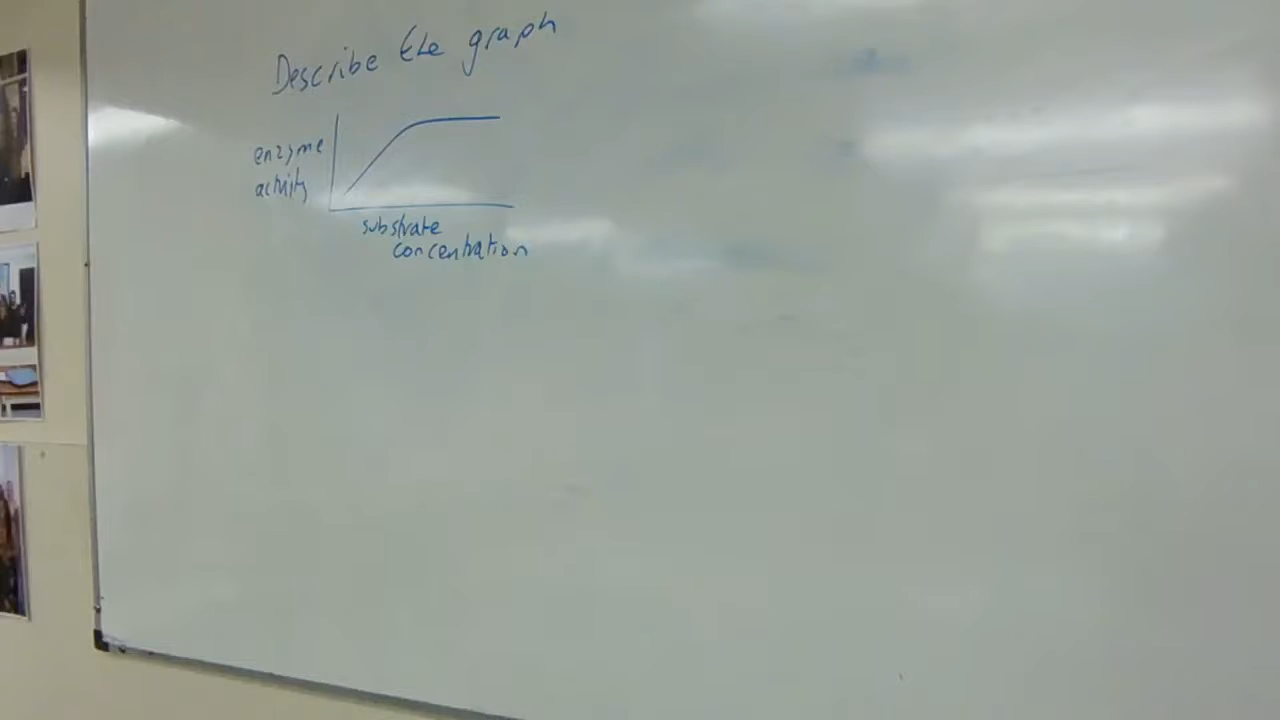 Describe the graph
enzyme
activity
substrate
concentration